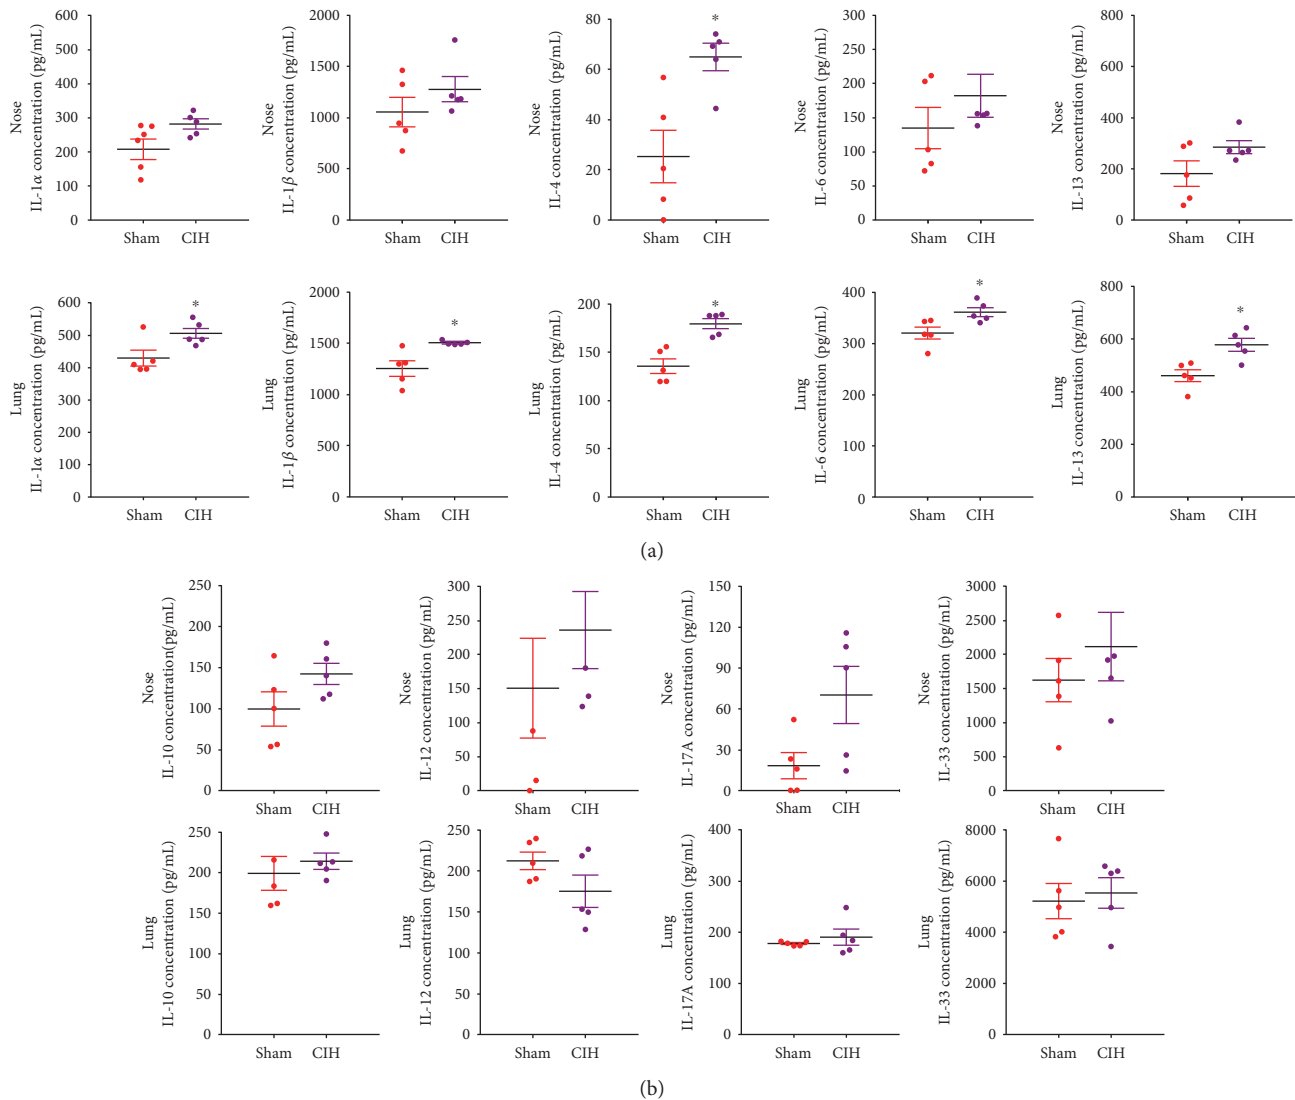 Nose
IL-1α concentration (pg/mL)
600
500
400
300
200
100
0
Sham CIH
Nose
IL-1β concentration (pg/mL)
2000
1500
1000
500
0
Sham CIH
Nose
IL-4 concentration (pg/mL)
80
60
40
20
0
*
Sham CIH
Nose
IL-6 concentration (pg/mL)
300
250
200
150
100
50
0
Sham CIH
Nose
IL-13 concentration (pg/mL)
800
600
400
200
0
Sham CIH
Lung
IL-1α concentration (pg/mL)
600
500
400
300
200
100
0
*
Sham CIH
Lung
IL-1β concentration (pg/mL)
2000
1500
1000
500
0
*
Sham CIH
Lung
IL-4 concentration (pg/mL)
200
150
100
50
0
*
Sham CIH
Lung
IL-6 concentration (pg/mL)
400
300
200
100
0
*
Sham CIH
Lung
IL-13 concentration (pg/mL)
800
600
400
200
0
*
Sham CIH
(a)
Nose
IL-10 concentration(pg/mL)
250
200
150
100
50
0
Sham CIH
Nose
IL-12 concentration (pg/mL)
300
250
200
150
100
50
0
Sham CIH
Nose
IL-17A concentration (pg/mL)
150
120
90
60
30
0
Sham CIH
Nose
IL-33 concentration (pg/mL)
3000
2500
2000
1500
1000
500
0
Sham CIH
Lung
IL-10 concentration (pg/mL)
250
200
150
100
50
0
Sham CIH
Lung
IL-12 concentration (pg/mL)
250
200
150
100
50
0
Sham CIH
Lung
IL-17A concentration (pg/mL)
400
300
200
100
0
Sham CIH
Lung
IL-33 concentration (pg/mL)
8000
6000
4000
2000
0
Sham CIH
(b)